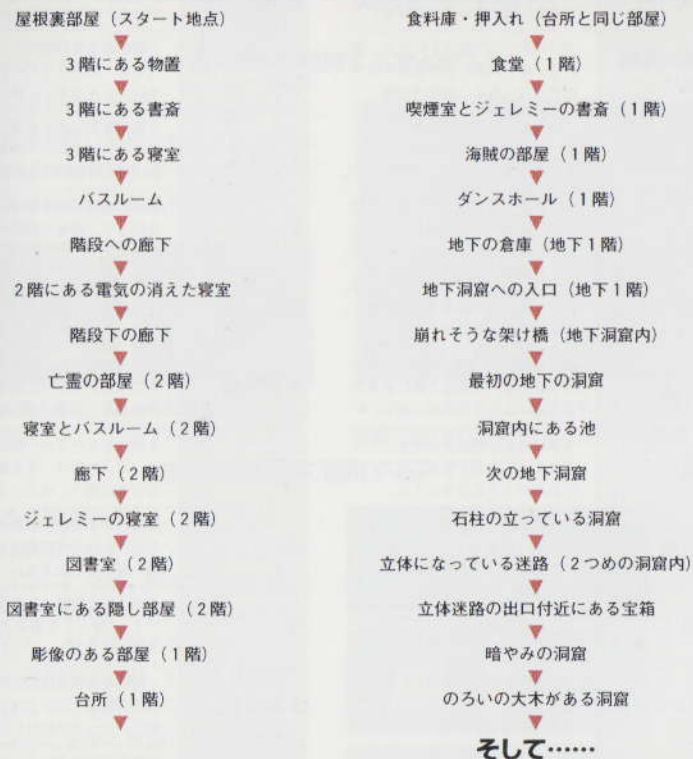 屋根裏部屋（スタート地点）
▼
3階にある物置
▼
3階にある書斎
▼
3階にある寝室
▼
バスルーム
▼
階段への廊下
▼
2階にある電気の消えた寝室
▼
階段下の廊下
▼
亡霊の部屋（2階）
▼
寝室とバスルーム（2階）
▼
廊下（2階）
▼
ジェレミーの寝室（2階）
▼
図書室（2階）
▼
図書室にある隠し部屋（2階）
▼
彫像のある部屋（1階）
▼
台所（1階）
▼
食料庫・押入れ（台所と同じ部屋）
▼
食堂（1階）
▼
喫煙室とジェレミーの書斎（1階）
▼
海賊の部屋（1階）
▼
ダンスホール（1階）
▼
地下の倉庫（地下1階）
▼
地下洞窟への入口（地下1階）
▼
崩れそうな架け橋（地下洞窟内）
▼
最初の地下の洞窟
▼
洞窟内にある池
▼
次の地下洞窟
▼
石柱の立っている洞窟
▼
立体になっている迷路（2つめの洞窟内）
▼
立体迷路の出口付近にある宝箱
▼
暗やみの洞窟
▼
のろいの大木がある洞窟
▼
そして……